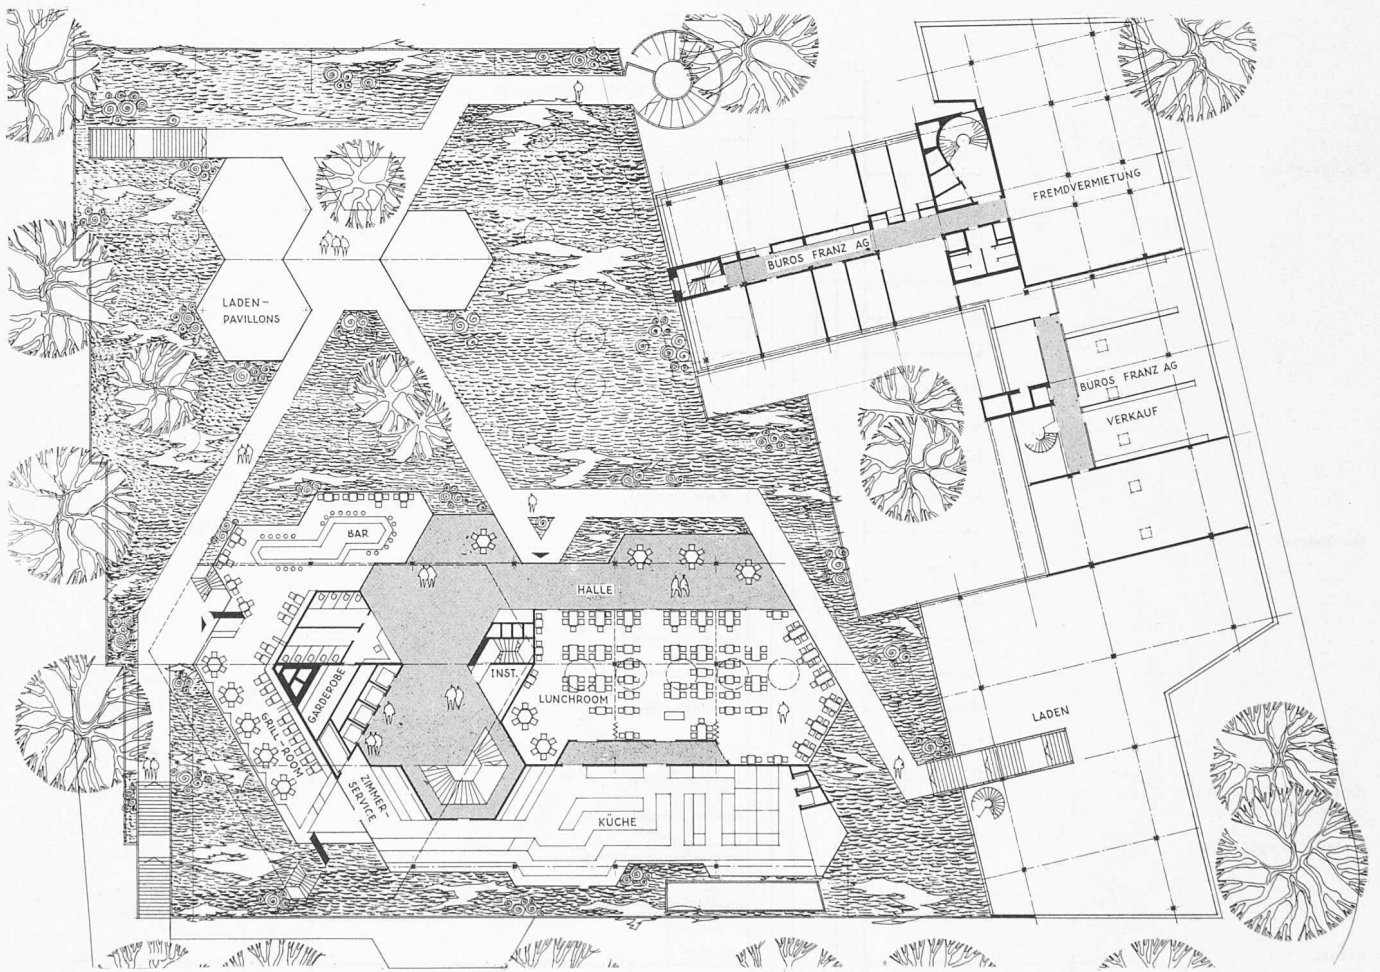 FREMDVERMIETUNG
BÜROS FRANZ AG
LADEN-
PAVILLONS
BÜROS FRANZ AG
VERKAUF
BAR
HALLE
INST.
GARDEROBE
LUNCHROOM
GRILL-ROOM
LADEN
ZIMMER-
SERVICE
KÜCHE